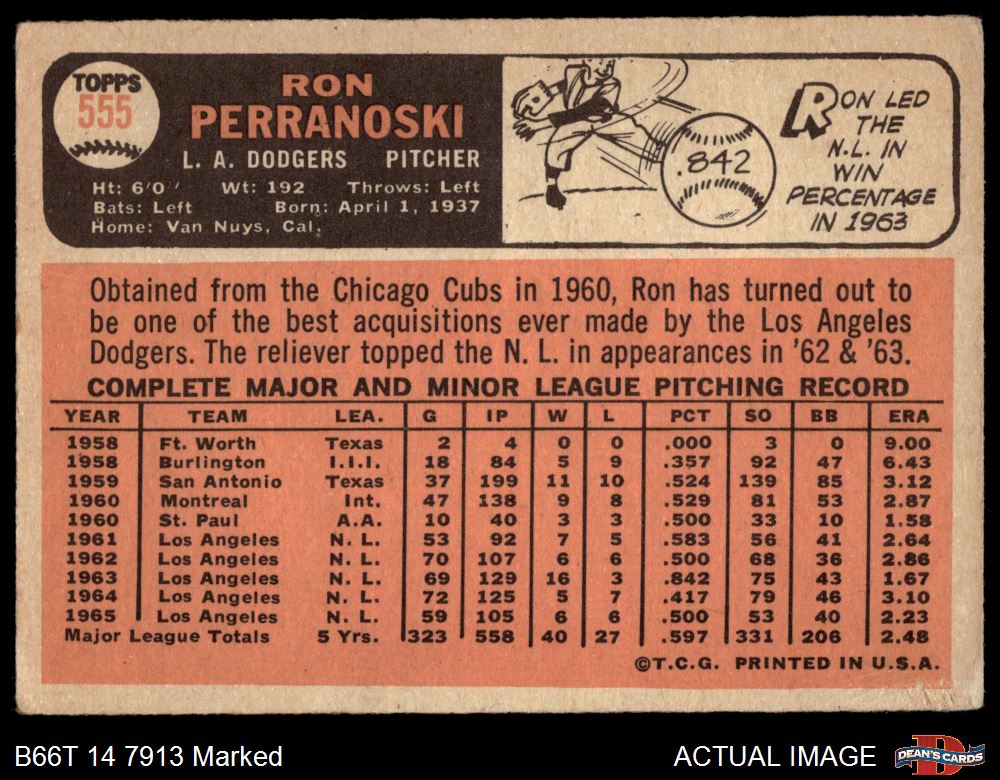 TOPPS
555
RON
PERRANOSKI
L. A. DODGERS PITCHER
Ht: 6'0'' Wt: 192 Throws: Left
Bats: Left Born: April 1, 1937
Home: Van Nuys, Cal.
.842
RON LED
THE
N.L. IN
WIN
PERCENTAGE
IN 1963
Obtained from the Chicago Cubs in 1960, Ron has turned out to
be one of the best acquisitions ever made by the Los Angeles
Dodgers. The reliever topped the N. L. in appearances in '62 & '63.
COMPLETE MAJOR AND MINOR LEAGUE PITCHING RECORD
YEAR TEAM LEA. G IP W L PCT SO BB ERA
1958 Ft. Worth Texas 2 4 0 0 .000 3 0 9.00
1958 Burlington I.I.I. 18 84 5 9 .357 92 47 6.43
1959 San Antonio Texas 37 199 11 10 .524 139 85 3.12
1960 Montreal Int. 47 138 9 8 .529 81 53 2.87
1960 St. Paul A.A. 10 40 3 3 .500 33 10 1.58
1961 Los Angeles N. L. 53 92 7 5 .583 56 41 2.64
1962 Los Angeles N. L. 70 107 6 6 .500 68 36 2.86
1963 Los Angeles N. L. 69 129 16 3 .842 75 43 1.67
1964 Los Angeles N. L. 72 125 5 7 .417 79 46 3.10
1965 Los Angeles N. L. 59 105 6 6 .500 53 40 2.23
Major League Totals 5 Yrs. 323 558 40 27 .597 331 206 2.48
©T.C.G. PRINTED IN U.S.A.
B66T 14 7913 Marked
ACTUAL IMAGE
DEAN'S CARDS